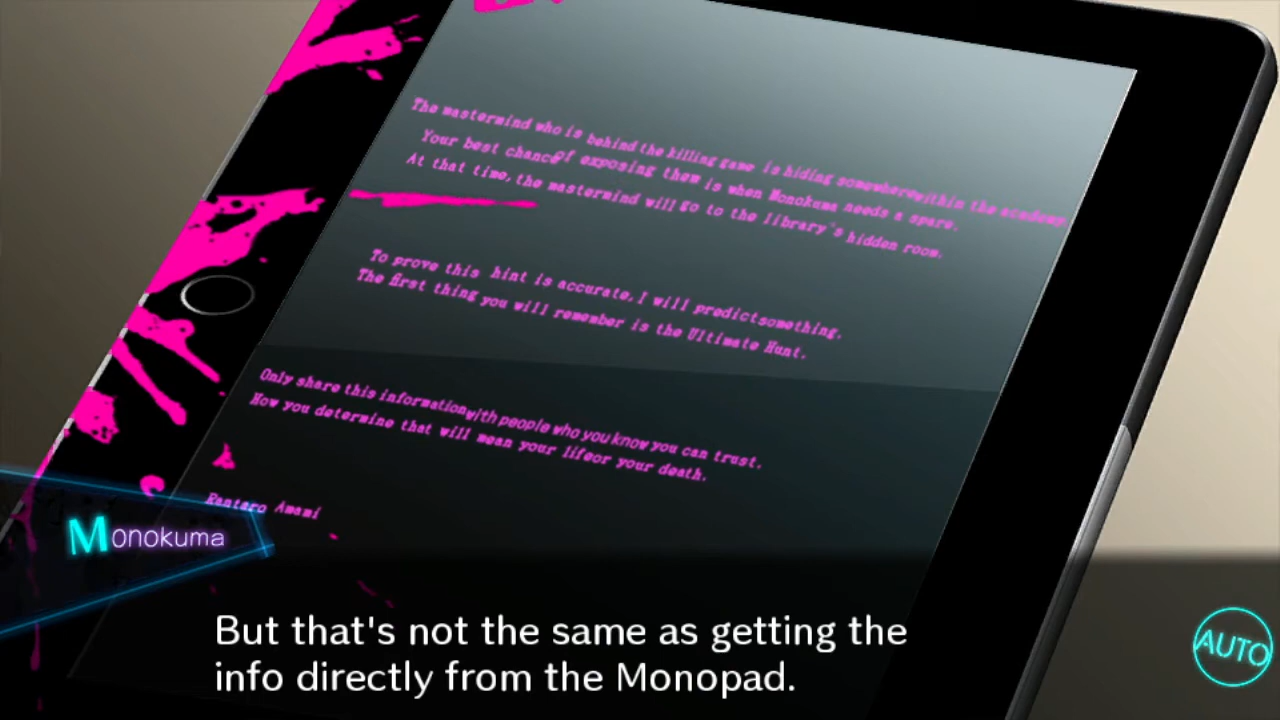 The mastermind who is behind the killing game is hiding somewhere within the academy
Your best chance of exposing them is when Monokuma needs a spare.
At that time, the mastermind will go to the library's hidden room.
To prove this hint is accurate, I will predict something.
The first thing you will remember is the Ultimate Hunt.
Only share this information with people who you know you can trust.
How you determine that will mean your life or your death.
Rantaro Amami
Monokuma
But that's not the same as getting the
info directly from the Monopad.
AUTO